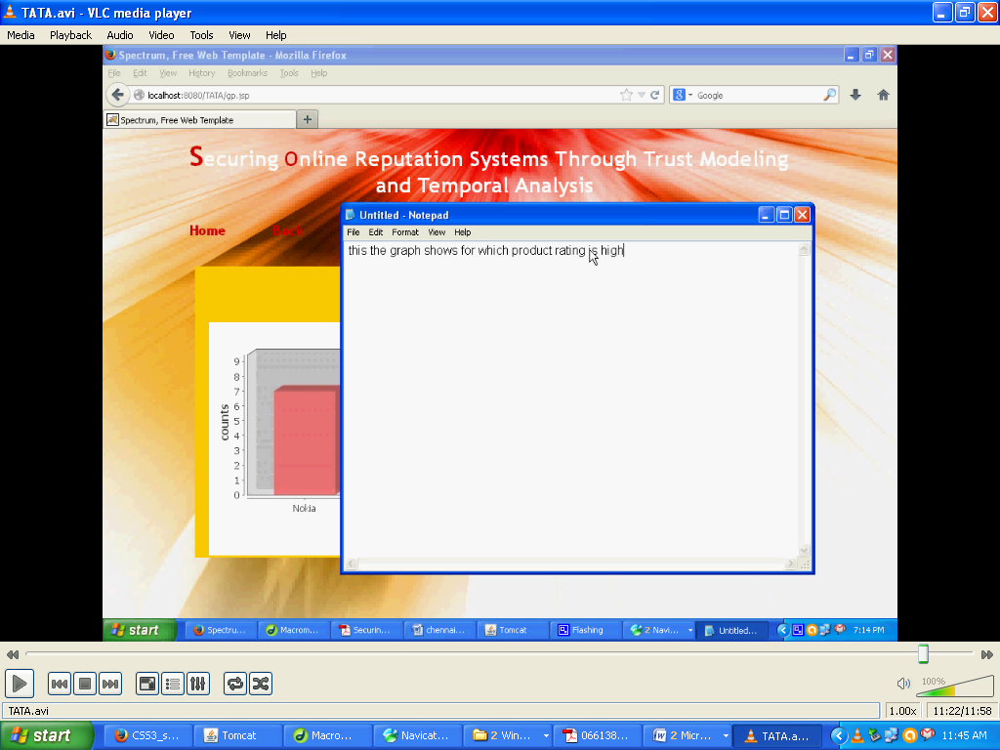 TATA.avi - VLC media player
Media Playback Audio Video Tools View Help
Spectrum, Free Web Template - Mozilla Firefox
File Edit View History Bookmarks Tools Help
localhost:8080/TATA/gp.jsp
Google
Spectrum, Free Web Template
Securing Online Reputation Systems Through Trust Modeling
and Temporal Analysis
Home Back
Untitled - Notepad
File Edit Format View Help
this the graph shows for which product rating is high
9
8
7
6
5
4
3
2
1
0
counts
Nokia
start Spectru... Macrom... Securin... chennai... Tomcat Flashing 2 Navi... Untitled... 7:14 PM
100%
TATA.avi 1.00x 11:22/11:58
start CSS3_s... Tomcat Macro... Navicat... 2 Win... 066138... 2 Micr... TATA.a... 11:45 AM